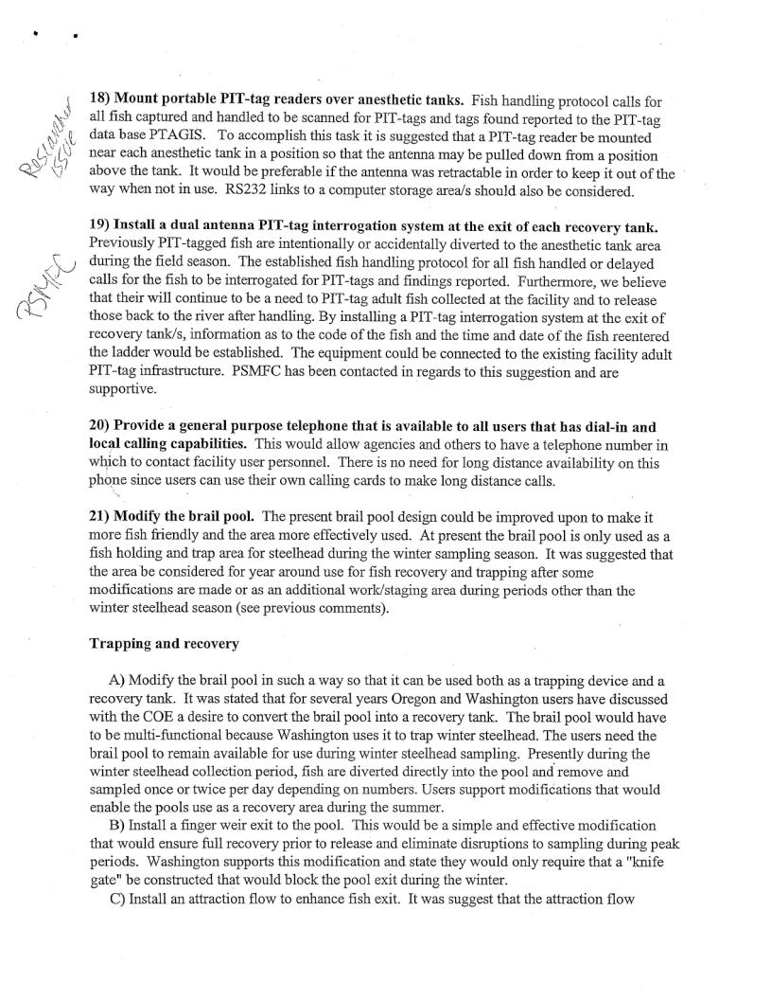 Researcher
issue
18) Mount portable PIT-tag readers over anesthetic tanks. Fish handling protocol calls for
all fish captured and handled to be scanned for PIT-tags and tags found reported to the PIT-tag
data base PTAGIS. To accomplish this task it is suggested that a PIT-tag reader be mounted
near each anesthetic tank in a position so that the antenna may be pulled down from a position
above the tank. It would be preferable if the antenna was retractable in order to keep it out of the
way when not in use. RS232 links to a computer storage area/s should also be considered.
PSMFC
19) Install a dual antenna PIT-tag interrogation system at the exit of each recovery tank.
Previously PIT-tagged fish are intentionally or accidentally diverted to the anesthetic tank area
during the field season. The established fish handling protocol for all fish handled or delayed
calls for the fish to be interrogated for PIT-tags and findings reported. Furthermore, we believe
that their will continue to be a need to PIT-tag adult fish collected at the facility and to release
those back to the river after handling. By installing a PIT-tag interrogation system at the exit of
recovery tank/s, information as to the code of the fish and the time and date of the fish reentered
the ladder would be established. The equipment could be connected to the existing facility adult
PIT-tag infrastructure. PSMFC has been contacted in regards to this suggestion and are
supportive.
20) Provide a general purpose telephone that is available to all users that has dial-in and
local calling capabilities. This would allow agencies and others to have a telephone number in
which to contact facility user personnel. There is no need for long distance availability on this
phone since users can use their own calling cards to make long distance calls.
21) Modify the brail pool. The present brail pool design could be improved upon to make it
more fish friendly and the area more effectively used. At present the brail pool is only used as a
fish holding and trap area for steelhead during the winter sampling season. It was suggested that
the area be considered for year around use for fish recovery and trapping after some
modifications are made or as an additional work/staging area during periods other than the
winter steelhead season (see previous comments).
Trapping and recovery
A) Modify the brail pool in such a way so that it can be used both as a trapping device and a
recovery tank. It was stated that for several years Oregon and Washington users have discussed
with the COE a desire to convert the brail pool into a recovery tank. The brail pool would have
to be multi-functional because Washington uses it to trap winter steelhead. The users need the
brail pool to remain available for use during winter steelhead sampling. Presently during the
winter steelhead collection period, fish are diverted directly into the pool and remove and
sampled once or twice per day depending on numbers. Users support modifications that would
enable the pools use as a recovery area during the summer.
B) Install a finger weir exit to the pool. This would be a simple and effective modification
that would ensure full recovery prior to release and eliminate disruptions to sampling during peak
periods. Washington supports this modification and state they would only require that a "knife
gate" be constructed that would block the pool exit during the winter.
C) Install an attraction flow to enhance fish exit. It was suggest that the attraction flow